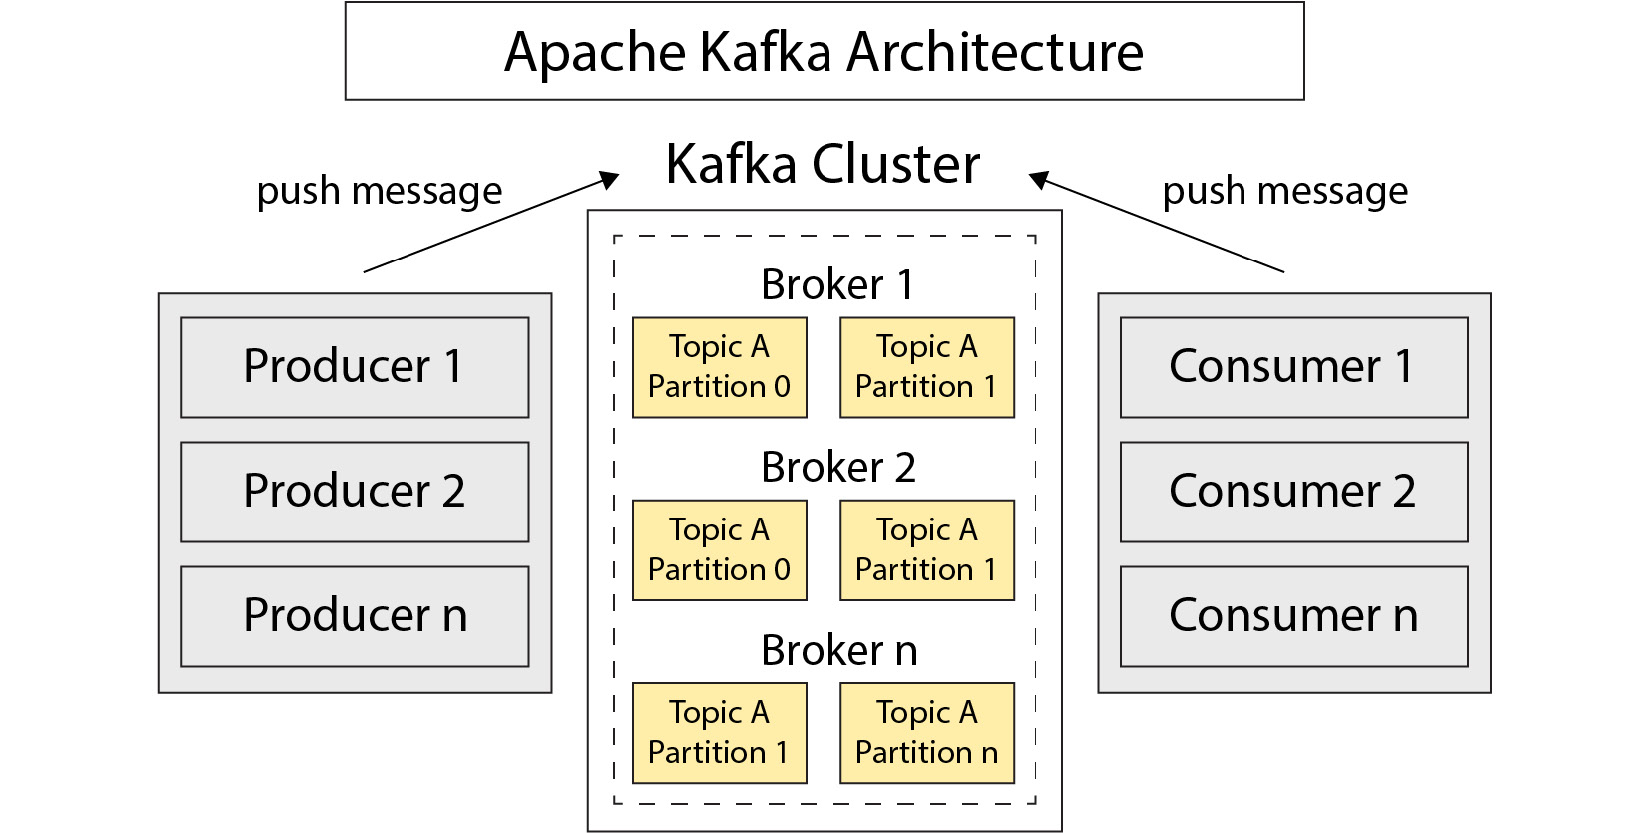 Apache Kafka Architecture
Kafka Cluster
push message
push message
Producer 1
Producer 2
Producer n
Broker 1
Topic A
Partition 0
Topic A
Partition 1
Broker 2
Topic A
Partition 0
Topic A
Partition 1
Broker n
Topic A
Partition 1
Topic A
Partition n
Consumer 1
Consumer 2
Consumer n